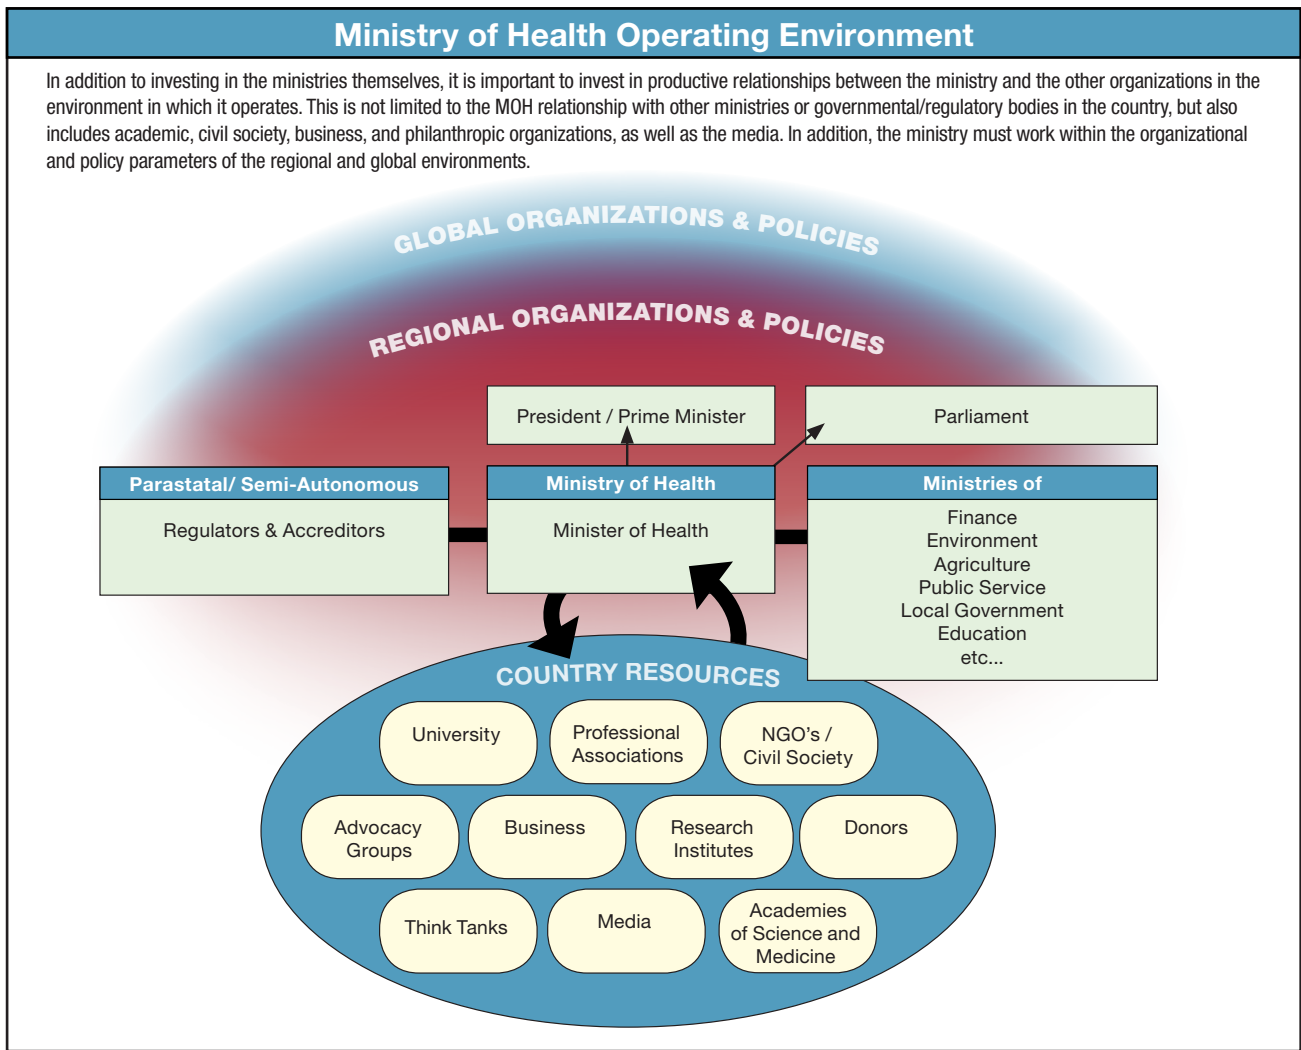 Ministry of Health Operating Environment
In addition to investing in the ministries themselves, it is important to invest in productive relationships between the ministry and the other organizations in the
environment in which it operates. This is not limited to the MOH relationship with other ministries or governmental/regulatory bodies in the country, but also
includes academic, civil society, business, and philanthropic organizations, as well as the media. In addition, the ministry must work within the organizational
and policy parameters of the regional and global environments.
GLOBAL ORGANIZATIONS & POLICIES
REGIONAL ORGANIZATIONS & POLICIES
President / Prime Minister
Parliament
Parastatal/ Semi-Autonomous
Regulators & Accreditors
Ministry of Health
Minister of Health
Ministries of
Finance
Environment
Agriculture
Public Service
Local Government
Education
etc...
COUNTRY RESOURCES
University
Professional
Associations
NGO's /
Civil Society
Advocacy
Groups
Business
Research
Institutes
Donors
Think Tanks
Media
Academies
of Science and
Medicine